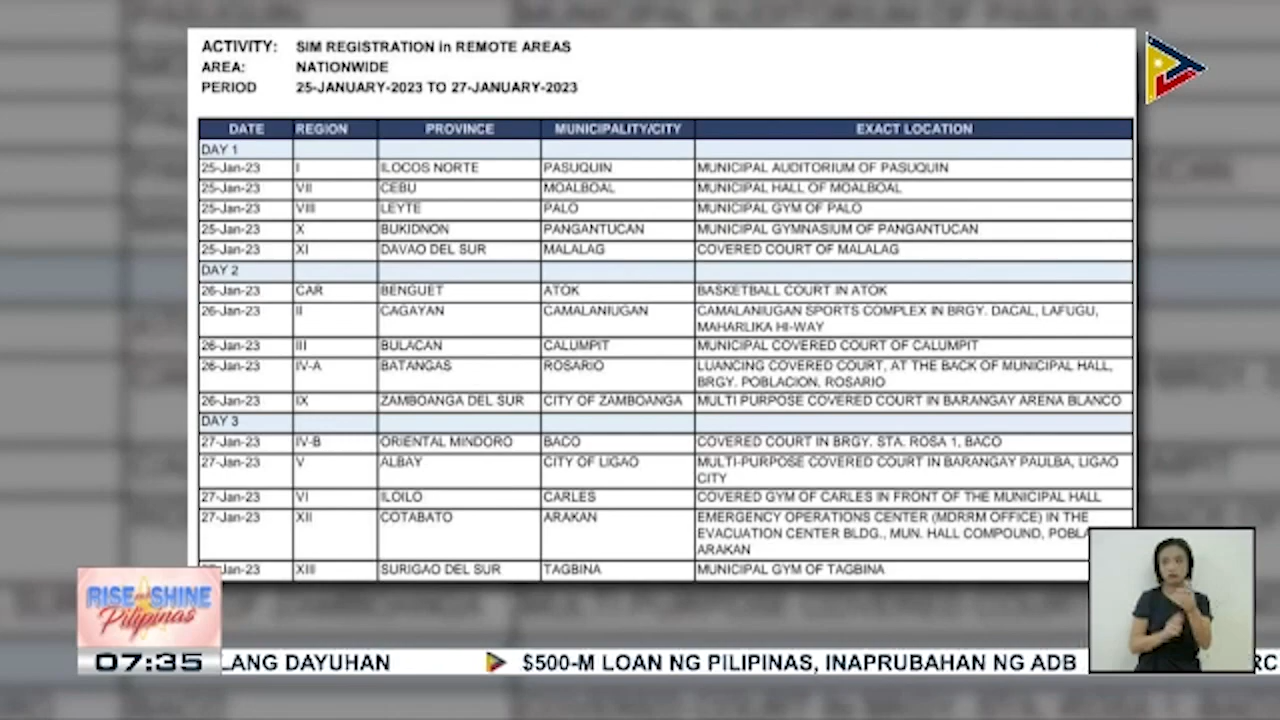 ACTIVITY: SIM REGISTRATION in REMOTE AREAS
AREA: NATIONWIDE
PERIOD 25-JANUARY-2023 TO 27-JANUARY-2023
DATE REGION PROVINCE MUNICIPALITY/CITY EXACT LOCATION
DAY 1
25-Jan-23 I ILOCOS NORTE PASUQUIN MUNICIPAL AUDITORIUM OF PASUQUIN
25-Jan-23 VII CEBU MOALBOAL MUNICIPAL HALL OF MOALBOAL
25-Jan-23 VIII LEYTE PALO MUNICIPAL GYM OF PALO
25-Jan-23 X BUKIDNON PANGANTUCAN MUNICIPAL GYMNASIUM OF PANGANTUCAN
25-Jan-23 XI DAVAO DEL SUR MALALAG COVERED COURT OF MALALAG
DAY 2
26-Jan-23 CAR BENGUET ATOK BASKETBALL COURT IN ATOK
26-Jan-23 II CAGAYAN CAMALANIUGAN CAMALANIUGAN SPORTS COMPLEX IN BRGY. DACAL, LAFUGU,
MAHARLIKA HI-WAY
26-Jan-23 III BULACAN CALUMPIT MUNICIPAL COVERED COURT OF CALUMPIT
26-Jan-23 IV-A BATANGAS ROSARIO LUANCING COVERED COURT, AT THE BACK OF MUNICIPAL HALL,
BRGY. POBLACION, ROSARIO
26-Jan-23 IX ZAMBOANGA DEL SUR CITY OF ZAMBOANGA MULTI PURPOSE COVERED COURT IN BARANGAY ARENA BLANCO
DAY 3
27-Jan-23 IV-B ORIENTAL MINDORO BACO COVERED COURT IN BRGY. STA. ROSA 1, BACO
27-Jan-23 V ALBAY CITY OF LIGAO MULTI-PURPOSE COVERED COURT IN BARANGAY PAULBA, LIGAO
CITY
27-Jan-23 VI ILOILO CARLES COVERED GYM OF CARLES IN FRONT OF THE MUNICIPAL HALL
27-Jan-23 XII COTABATO ARAKAN EMERGENCY OPERATIONS CENTER (MDRRM OFFICE) IN THE
EVACUATION CENTER BLDG., MUN. HALL COMPOUND,
ARAKAN
-Jan-23 XIII SURIGAO DEL SUR TAGBINA MUNICIPAL GYM OF TAGBINA
RISE and SHINE
Pilipinas
07:35 LANG DAYUHAN $500-M LOAN NG PILIPINAS, INAPRUBAHAN NG ADB